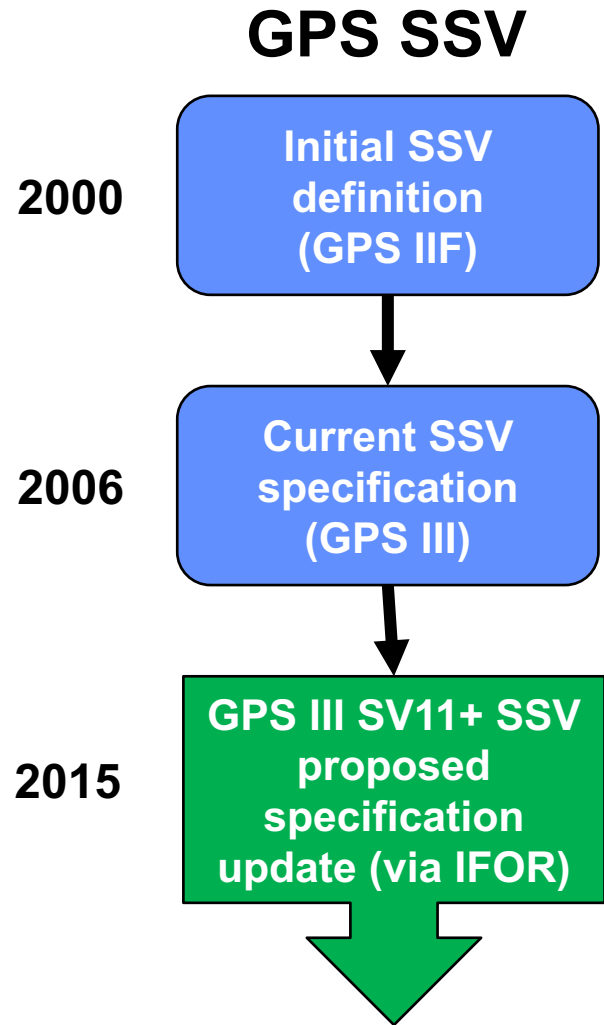 GPS SSV
2000
Initial SSV
definition
(GPS IIF)
2006
Current SSV
specification
(GPS III)
2015
GPS III SV11+ SSV
proposed
specification
update (via IFOR)